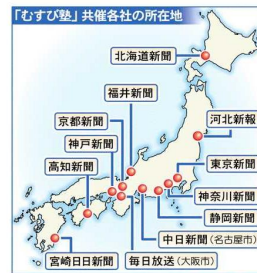 「むすび塾」共催各社の所在地
北海道新聞
福井新聞
京都新聞
河北新報
神戸新聞
高知新聞
東京新聞
神奈川新聞
静岡新聞
中日新聞(名古屋市)
宮崎日日新聞
毎日放送(大阪市)